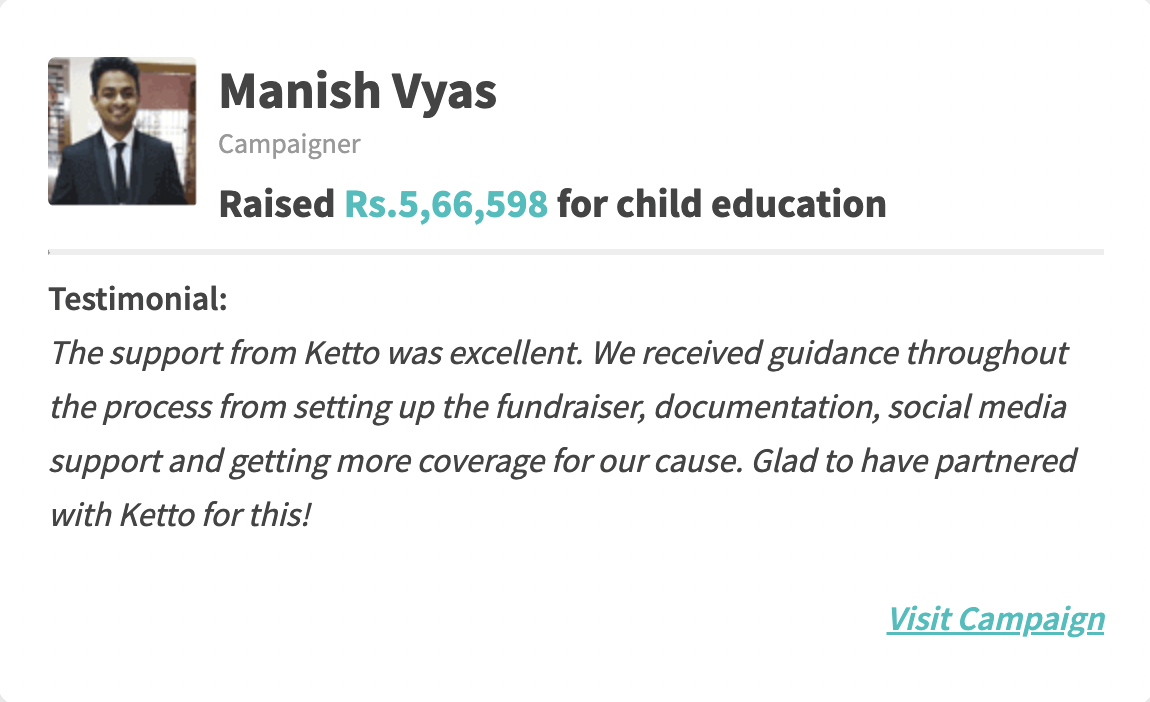 Manish Vyas
Campaigner
Raised Rs.5,66,598 for child education
Testimonial:
The support from Ketto was excellent. We received guidance throughout
the process from setting up the fundraiser, documentation, social media
support and getting more coverage for our cause. Glad to have partnered
with Ketto for this!
Visit Campaign